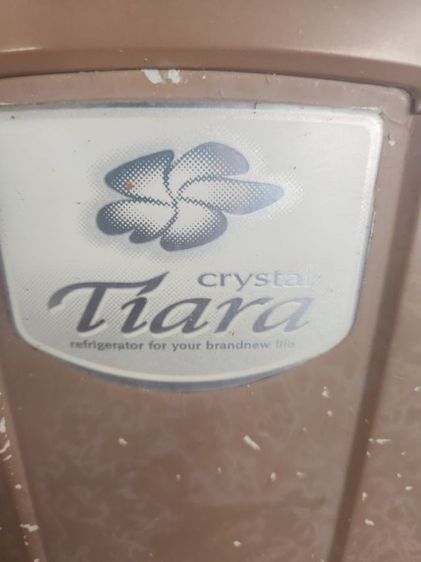 crystal
Tiara
refrigerator for your brandnew life